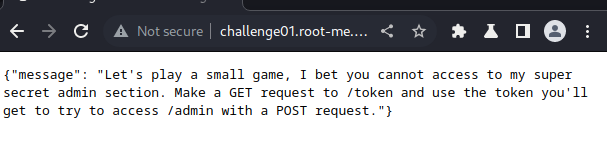 Not secure | challenge01.root-me....
{"message": "Let's play a small game, I bet you cannot access to my super
secret admin section. Make a GET request to /token and use the token you'll
get to try to access /admin with a POST request."}